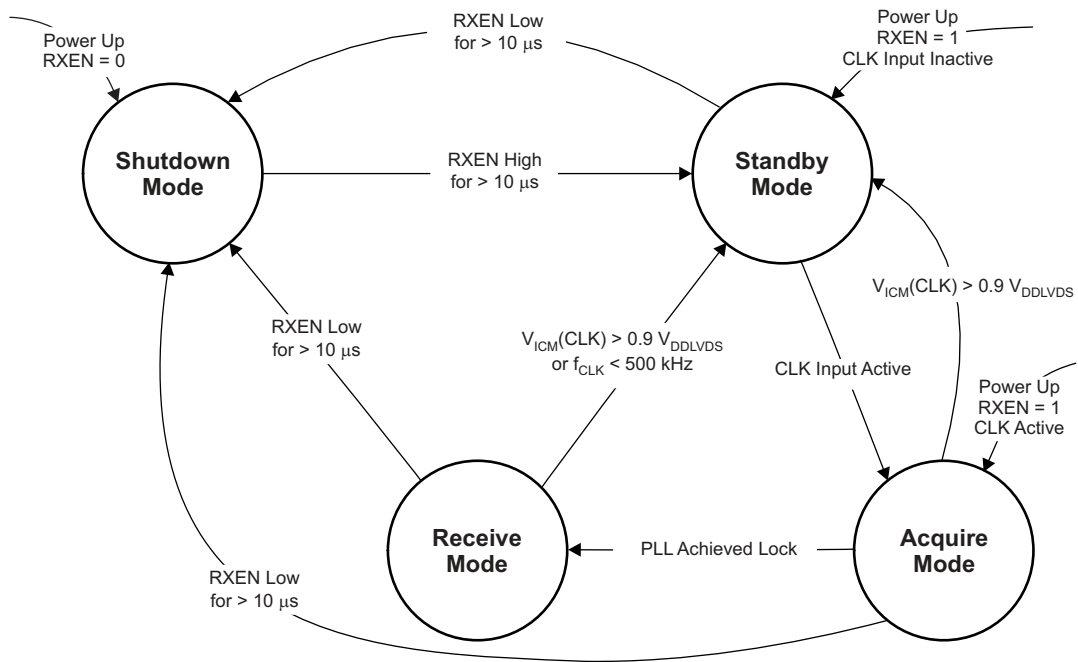 Power Up
RXEN = 0
RXEN Low
for > 10 μs
Power Up
RXEN = 1
CLK Input Inactive
Shutdown
Mode
RXEN High
for > 10 μs
Standby
Mode
V_ICM(CLK) > 0.9 V_DDLVDS
RXEN Low
for > 10 μs
V_ICM(CLK) > 0.9 V_DDLVDS
or f_CLK < 500 kHz
CLK Input Active
Power Up
RXEN = 1
CLK Active
Receive
Mode
PLL Achieved Lock
Acquire
Mode
RXEN Low
for > 10 μs